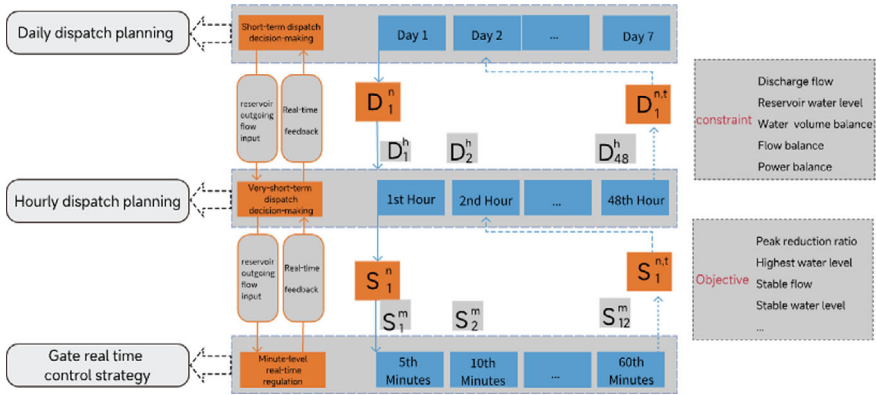 Daily dispatch planning
Short-term dispatch
decision-making
Day 1
Day 2
...
Day 7
reservoir
outgoing
flow
input
Real-time
feedback
D 1 n
D 1 n,t
D 1 h
D 2 h
D 48 h
constraint
Discharge flow
Reservoir water level
Water volume balance
Flow balance
Power balance
Hourly dispatch planning
Very-short-term
dispatch
decision-making
1st Hour
2nd Hour
...
48th Hour
reservoir
outgoing
flow
input
Real-time
feedback
S 1 n
S 1 n,t
S 1 m
S 2 m
S 12 m
Objective
Peak reduction ratio
Highest water level
Stable flow
Stable water level
...
Gate real time
control strategy
Minute-level
real-time
regulation
5th
Minutes
10th
Minutes
...
60th
Minutes